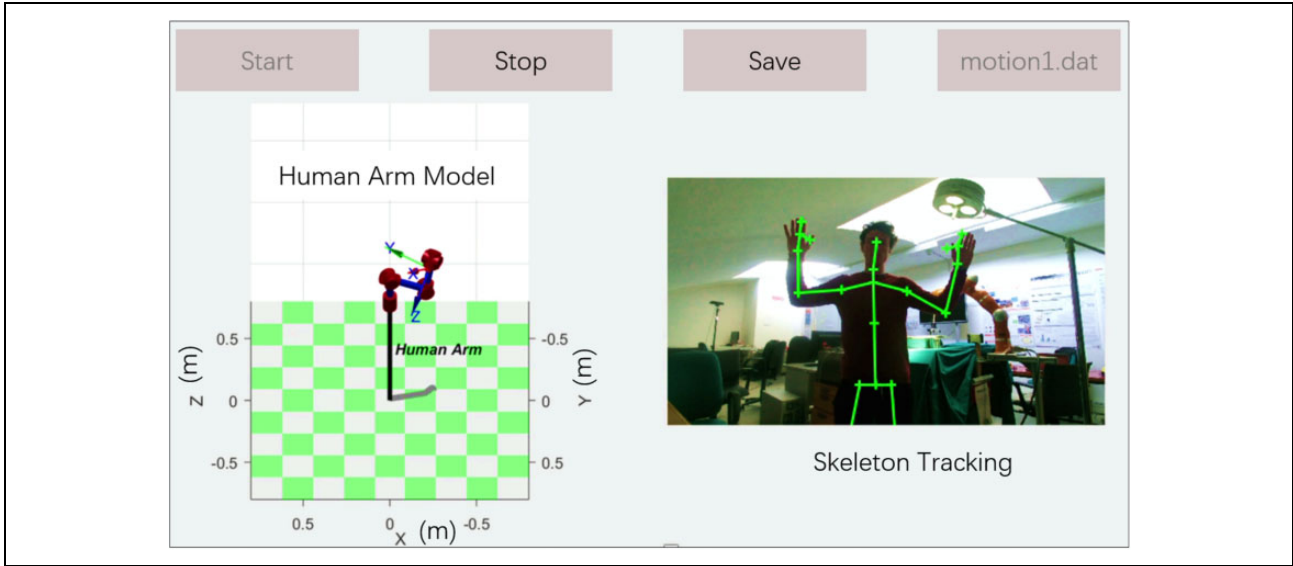 Start
Stop
Save
motion1.dat
Human Arm Model
Y
X
Z
Human Arm
0.5
0
-0.5
Z (m)
-0.5
0
0.5
Y (m)
0.5
0
-0.5
X (m)
Skeleton Tracking